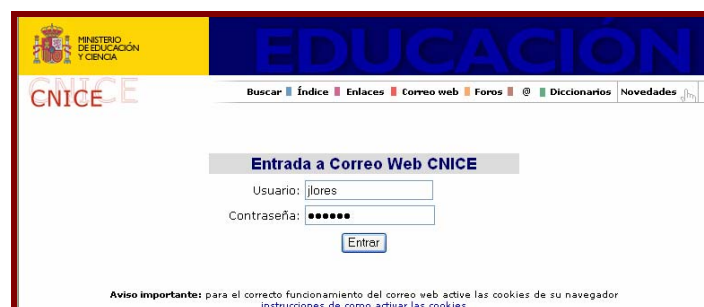 MINISTERIO
DE EDUCACIÓN
Y CIENCIA
EDUCACIÓN
CNICE
Buscar Índice Enlaces Correo web Foros @ Diccionarios Novedades
Entrada a Correo Web CNICE
Usuario: jlores
Contraseña: ●●●●●●
Entrar
Aviso importante: para el correcto funcionamiento del correo web active las cookies de su navegador
instrucciones de como activar las cookies